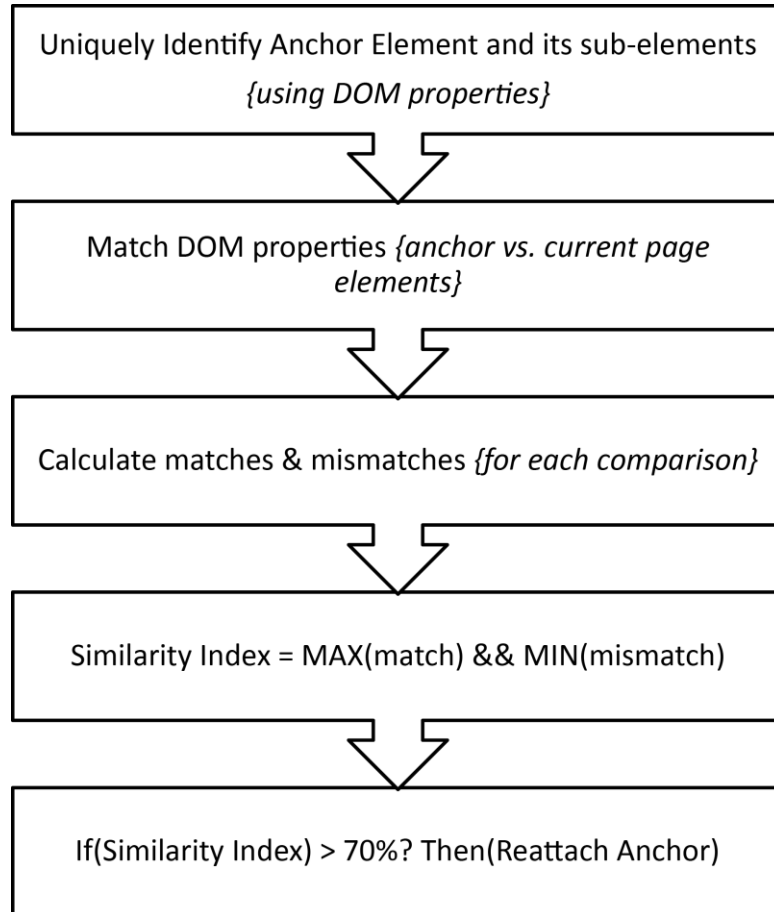 Uniquely Identify Anchor Element and its sub-elements
{using DOM properties}
Match DOM properties {anchor vs. current page
elements}
Calculate matches & mismatches {for each comparison}
Similarity Index = MAX(match) && MIN(mismatch)
If(Similarity Index) > 70%? Then(Reattach Anchor)